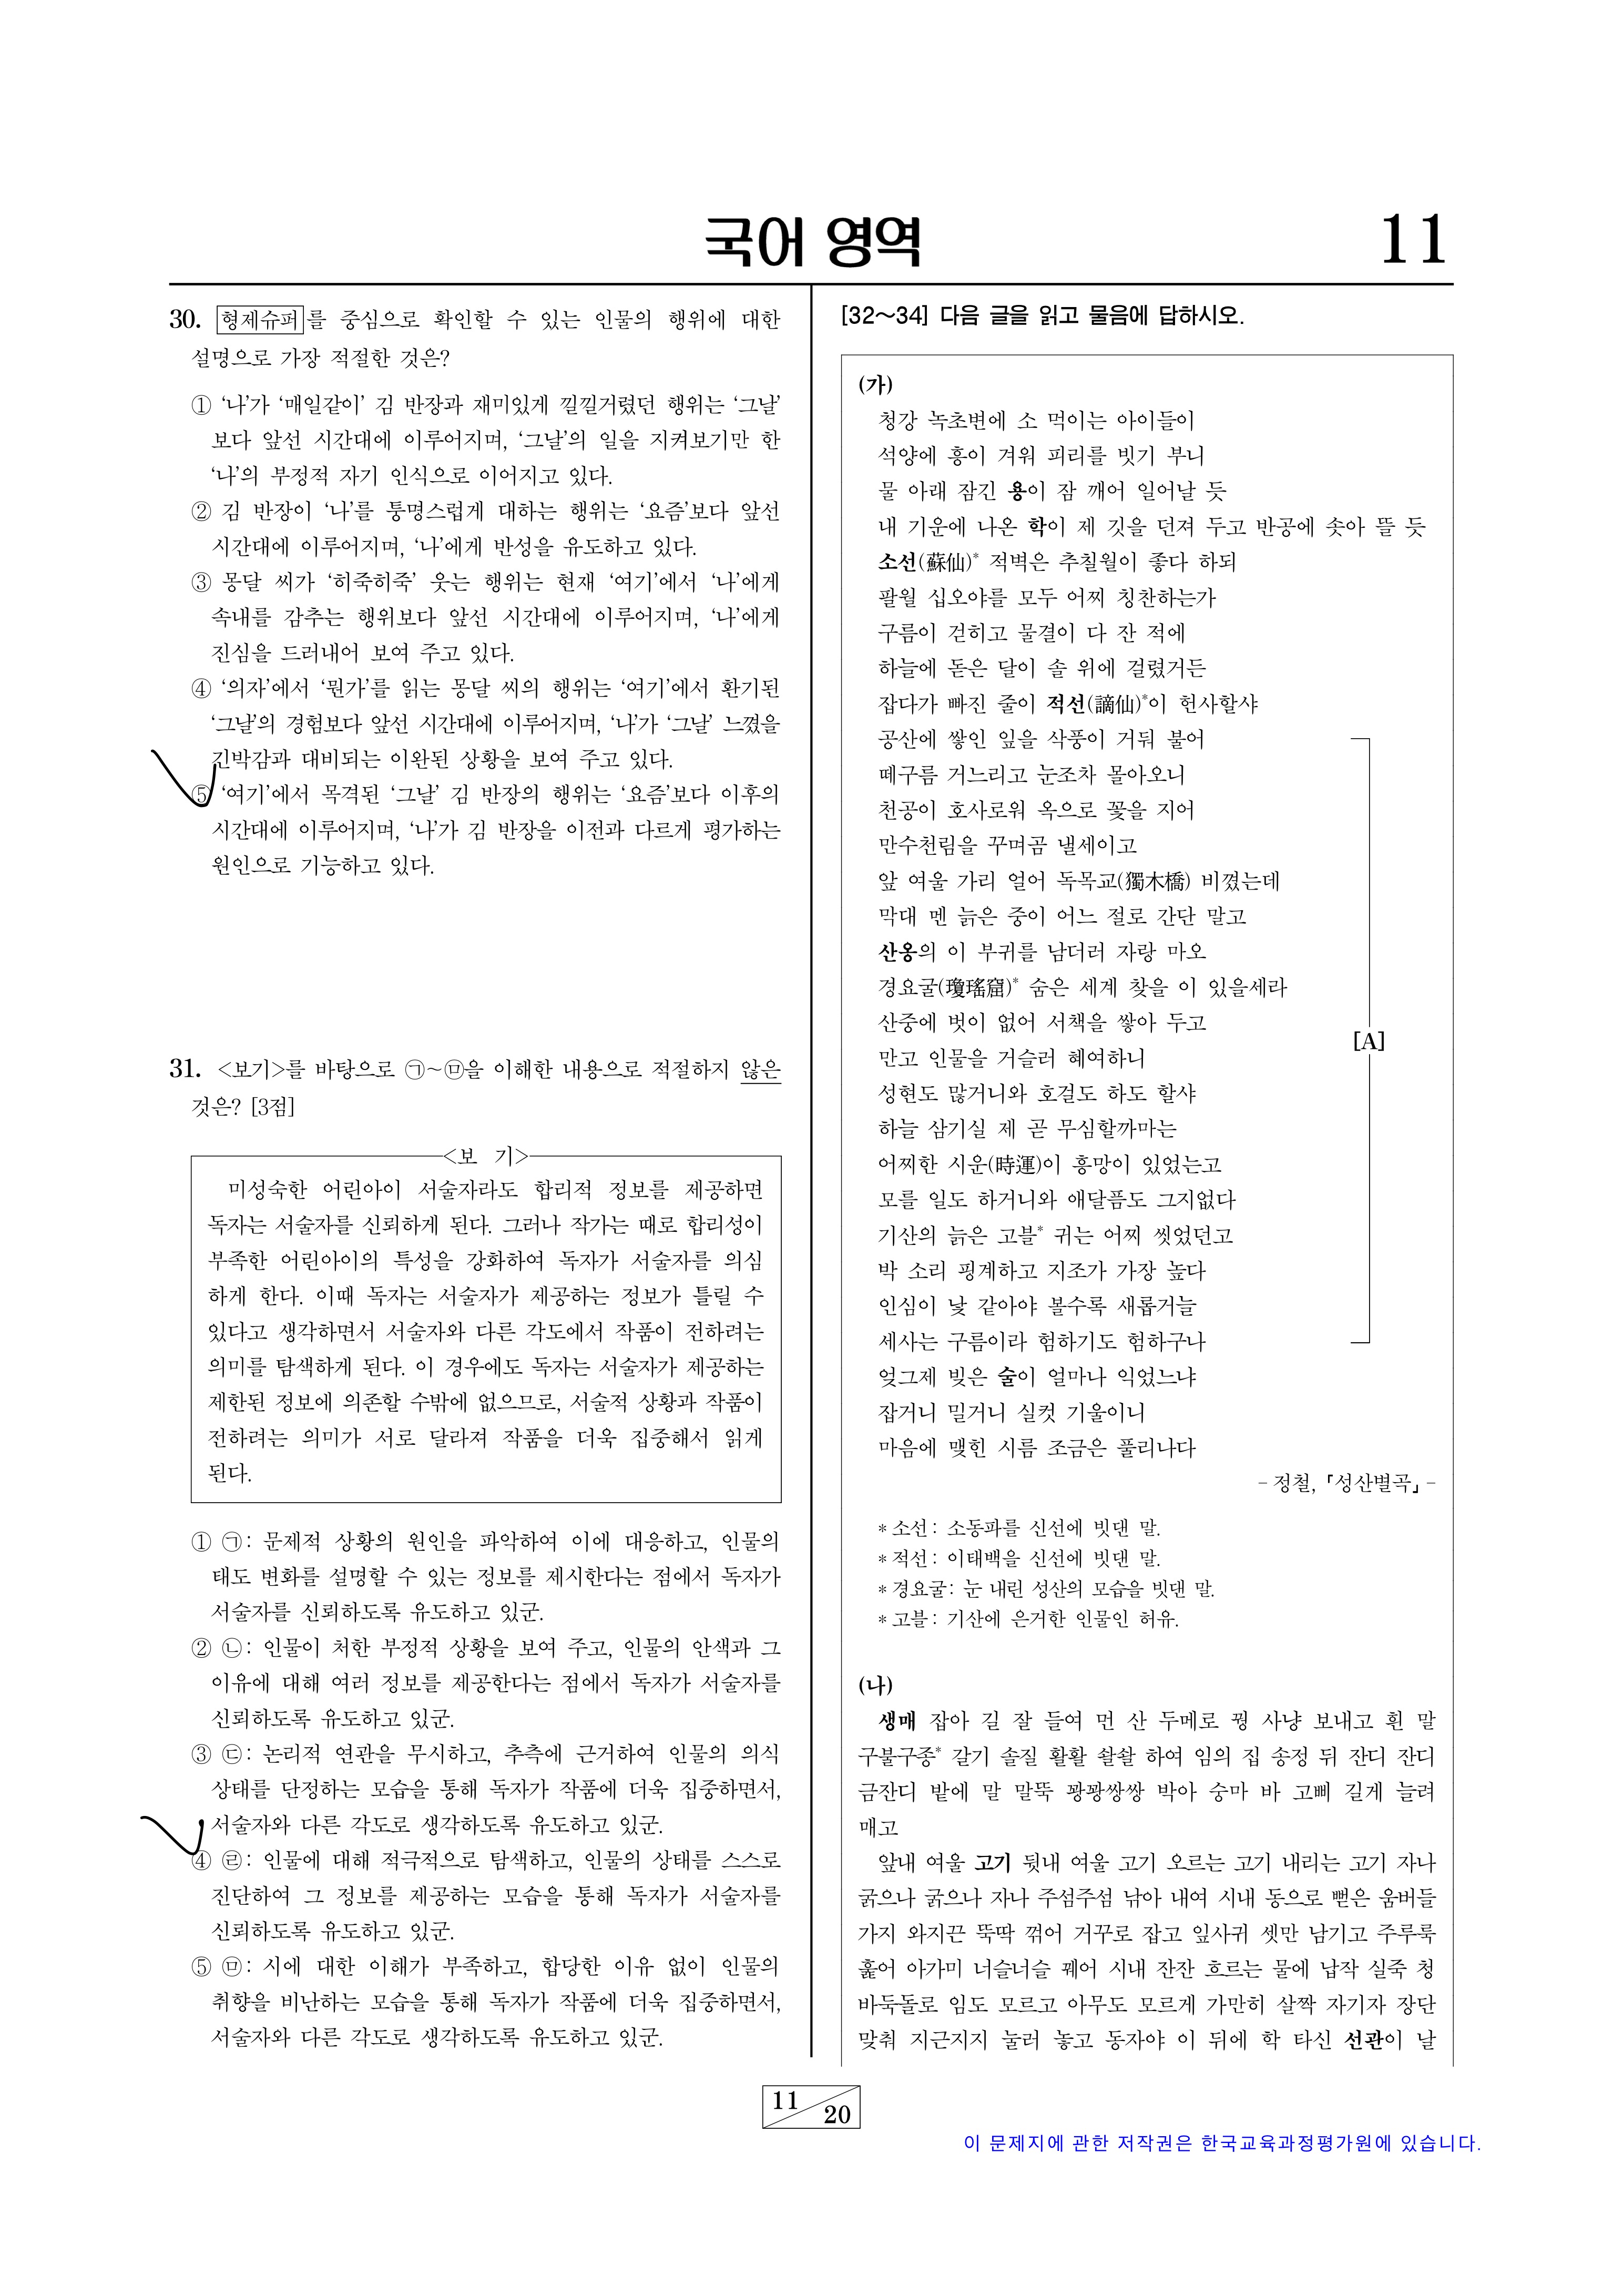 국어 영역
11
30. 형제슈퍼를 중심으로 확인할 수 있는 인물의 행위에 대한
설명으로 가장 적절한 것은?
① ‘나’가 ‘매일같이’ 김 반장과 재미있게 낄낄거렸던 행위는 ‘그날’
보다 앞선 시간대에 이루어지며, ‘그날’의 일을 지켜보기만 한
‘나’의 부정적 자기 인식으로 이어지고 있다.
② 김 반장이 ‘나’를 퉁명스럽게 대하는 행위는 ‘요즘’보다 앞선
시간대에 이루어지며, ‘나’에게 반성을 유도하고 있다.
③ 몽달 씨가 ‘히죽히죽’ 웃는 행위는 현재 ‘여기’에서 ‘나’에게
속내를 감추는 행위보다 앞선 시간대에 이루어지며, ‘나’에게
진심을 드러내어 보여 주고 있다.
④ ‘의자’에서 ‘뭔가’를 읽는 몽달 씨의 행위는 ‘여기’에서 환기된
‘그날’의 경험보다 앞선 시간대에 이루어지며, ‘나’가 ‘그날’ 느꼈을
긴박감과 대비되는 이완된 상황을 보여 주고 있다.
⑤ ‘여기’에서 목격된 ‘그날’ 김 반장의 행위는 ‘요즘’보다 이후의
시간대에 이루어지며, ‘나’가 김 반장을 이전과 다르게 평가하는
원인으로 기능하고 있다.
31. <보기>를 바탕으로 ㉠~㉤을 이해한 내용으로 적절하지 않은
것은? [3점]
<보 기>
미성숙한 어린아이 서술자라도 합리적 정보를 제공하면
독자는 서술자를 신뢰하게 된다. 그러나 작가는 때로 합리성이
부족한 어린아이의 특성을 강화하여 독자가 서술자를 의심
하게 한다. 이때 독자는 서술자가 제공하는 정보가 틀릴 수
있다고 생각하면서 서술자와 다른 각도에서 작품이 전하려는
의미를 탐색하게 된다. 이 경우에도 독자는 서술자가 제공하는
제한된 정보에 의존할 수밖에 없으므로, 서술적 상황과 작품이
전하려는 의미가 서로 달라져 작품을 더욱 집중해서 읽게
된다.
① ㉠: 문제적 상황의 원인을 파악하여 이에 대응하고, 인물의
태도 변화를 설명할 수 있는 정보를 제시한다는 점에서 독자가
서술자를 신뢰하도록 유도하고 있군.
② ㉡: 인물이 처한 부정적 상황을 보여 주고, 인물의 안색과 그
이유에 대해 여러 정보를 제공한다는 점에서 독자가 서술자를
신뢰하도록 유도하고 있군.
③ ㉢: 논리적 연관을 무시하고, 추측에 근거하여 인물의 의식
상태를 단정하는 모습을 통해 독자가 작품에 더욱 집중하면서,
서술자와 다른 각도로 생각하도록 유도하고 있군.
④ ㉣: 인물에 대해 적극적으로 탐색하고, 인물의 상태를 스스로
진단하여 그 정보를 제공하는 모습을 통해 독자가 서술자를
신뢰하도록 유도하고 있군.
⑤ ㉤: 시에 대한 이해가 부족하고, 합당한 이유 없이 인물의
취향을 비난하는 모습을 통해 독자가 작품에 더욱 집중하면서,
서술자와 다른 각도로 생각하도록 유도하고 있군.
[32~34] 다음 글을 읽고 물음에 답하시오.
(가)
청강 녹초변에 소 먹이는 아이들이
석양에 흥이 겨워 피리를 빗기 부니
물 아래 잠긴 용이 잠 깨어 일어날 듯
내 기운에 나온 학이 제 깃을 던져 두고 반공에 솟아 뜰 듯
소선(蘇仙)* 적벽은 추칠월이 좋다 하되
팔월 십오야를 모두 어찌 칭찬하는가
구름이 걷히고 물결이 다 잔 적에
하늘에 돋은 달이 솔 위에 걸렸거든
잡다가 빠진 줄이 적선(謫仙)*이 헌사할샤
공산에 쌓인 잎을 삭풍이 거둬 불어
떼구름 거느리고 눈조차 몰아오니
천공이 호사로워 옥으로 꽃을 지어
만수천림을 꾸며곰 낼세이고
앞 여울 가리 얼어 독목교(獨木橋) 비꼈는데
막대 멘 늙은 중이 어느 절로 간단 말고
산옹의 이 부귀를 남더러 자랑 마오
경요굴(瓊瑤窟)* 숨은 세계 찾을 이 있을세라
산중에 벗이 없어 서책을 쌓아 두고
만고 인물을 거슬러 혜여하니
성현도 많거니와 호걸도 하도 할샤
하늘 삼기실 제 곧 무심할까마는
어찌한 시운(時運)이 흥망이 있었는고
모를 일도 하거니와 애달픔도 그지없다
기산의 늙은 고블* 귀는 어찌 씻었던고
박 소리 핑계하고 지조가 가장 높다
인심이 낯 같아야 볼수록 새롭거늘
세사는 구름이라 험하기도 험하구나
[A]
엊그제 빚은 술이 얼마나 익었느냐
잡거니 밀거니 실컷 기울이니
마음에 맺힌 시름 조금은 풀리나다
- 정철, 「성산별곡」 -
* 소선: 소동파를 신선에 빗댄 말.
* 적선: 이태백을 신선에 빗댄 말.
* 경요굴: 눈 내린 성산의 모습을 빗댄 말.
* 고블: 기산에 은거한 인물인 허유.
(나)
생매 잡아 길 잘 들여 먼 산 두메로 꿩 사냥 보내고 흰 말
구불구종* 갈기 솔질 활활 솰솰 하여 임의 집 송정 뒤 잔디 잔디
금잔디 밭에 말 말뚝 꽝꽝쌍쌍 박아 숭마 바 고삐 길게 늘려
매고
앞내 여울 고기 뒷내 여울 고기 오르는 고기 내리는 고기 자나
굵으나 굵으나 자나 주섬주섬 낚아 내여 시내 동으로 뻗은 움버들
가지 와지끈 뚝딱 꺾어 거꾸로 잡고 잎사귀 셋만 남기고 주루룩
훑어 아가미 너슬너슬 꿰어 시내 잔잔 흐르는 물에 납작 실죽 청
바둑돌로 임도 모르고 아무도 모르게 가만히 살짝 자기자 장단
맞춰 지근지지 눌러 놓고 동자야 이 뒤에 학 타신 선관이 날
11
20
이 문제지에 관한 저작권은 한국교육과정평가원에 있습니다.